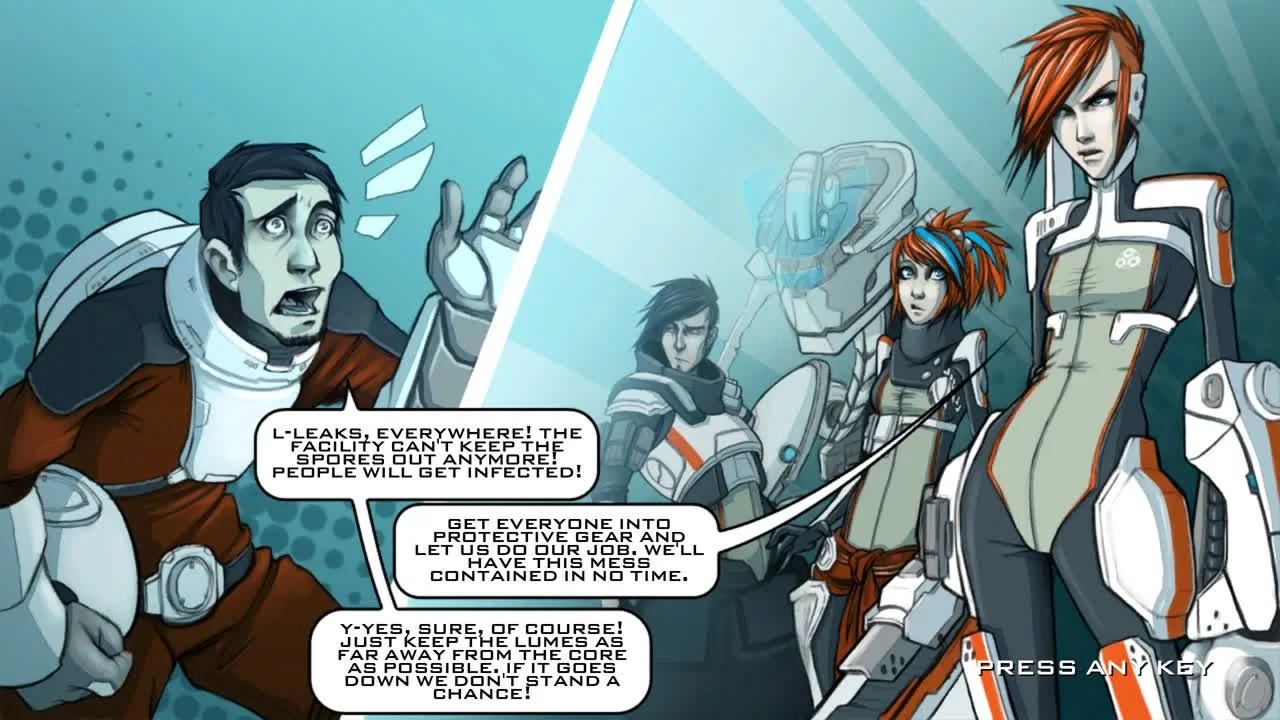 L-LEAKS, EVERYWHERE! THE
FACILITY CAN'T KEEP THE
SPORES OUT ANYMORE!
PEOPLE WILL GET INFECTED!
GET EVERYONE INTO
PROTECTIVE GEAR AND
LET US DO OUR JOB. WE'LL
HAVE THIS MESS
CONTAINED IN NO TIME.
Y-YES, SURE, OF COURSE!
JUST KEEP THE LUMES AS
FAR AWAY FROM THE CORE
AS POSSIBLE. IF IT GOES
DOWN WE DON'T STAND A
CHANCE!
PRESS ANY KEY